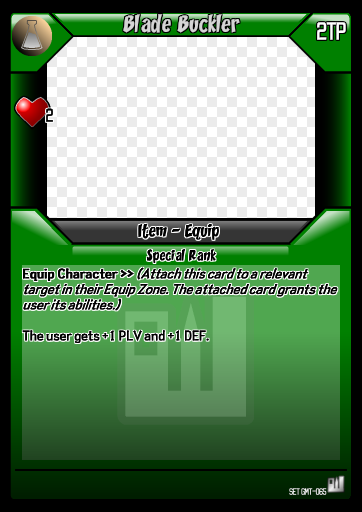 Blade Buckler
2TP
2
Item - Equip
Special Rank
Equip Character >> (Attach this card to a relevant
target in their Equip Zone. The attached card grants the
user its abilities.)
The user gets +1 PLV and +1 DEF.
SET GMT-065